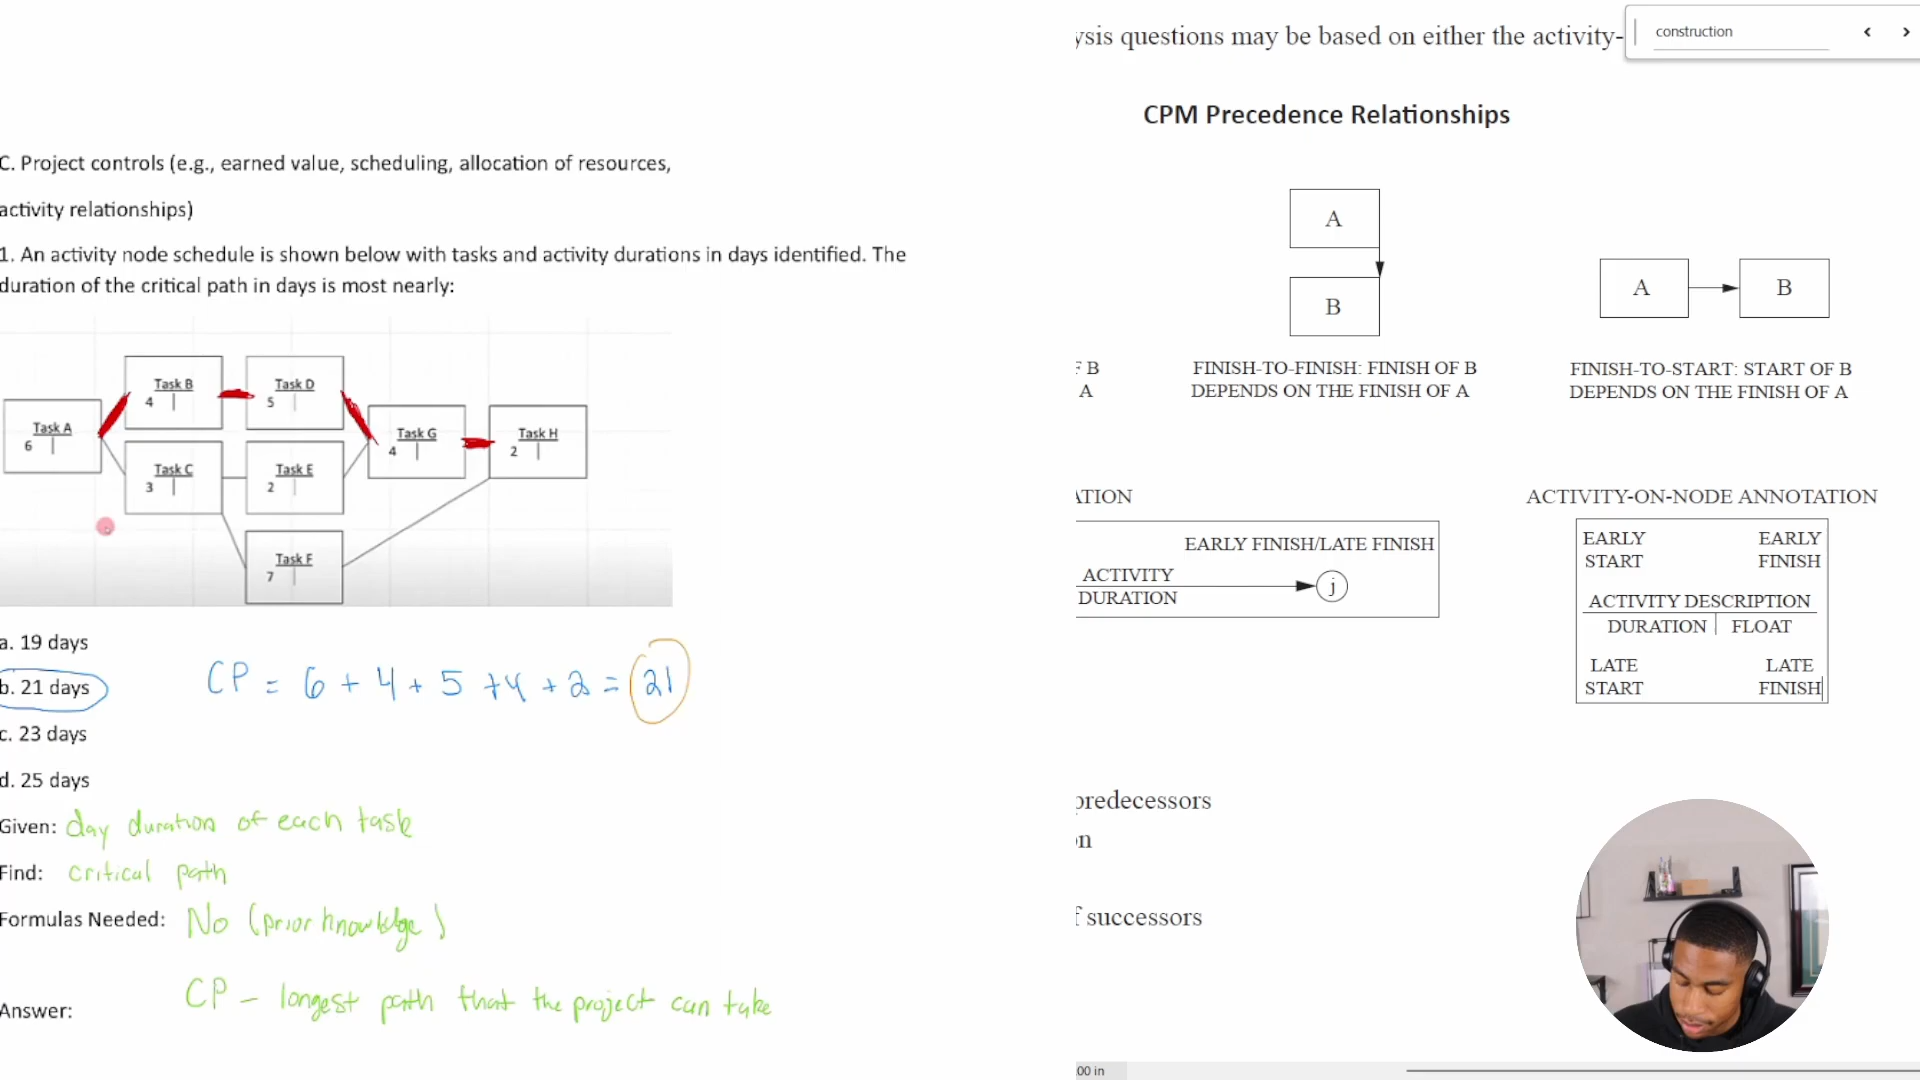 ysis questions may be based on either the activity-
construction
CPM Precedence Relationships
C. Project controls (e.g., earned value, scheduling, allocation of resources,
activity relationships)
1. An activity node schedule is shown below with tasks and activity durations in days identified. The
duration of the critical path in days is most nearly:
Task A
6
Task B
4
Task D
5
Task C
3
Task E
2
Task F
7
Task G
4
Task H
2
a. 19 days
b. 21 days
c. 23 days
d. 25 days
CP = 6 + 4 + 5 + 4 + 2 = 21
Given: day duration of each task
Find: critical path
Formulas Needed: No (prior knowledge)
Answer: CP - longest path that the project can take
A
B
F B
A
FINISH-TO-FINISH: FINISH OF B
DEPENDS ON THE FINISH OF A
A
B
FINISH-TO-START: START OF B
DEPENDS ON THE FINISH OF A
ATION
EARLY FINISH/LATE FINISH
ACTIVITY
DURATION
j
ACTIVITY-ON-NODE ANNOTATION
EARLY START
EARLY FINISH
ACTIVITY DESCRIPTION
DURATION FLOAT
LATE START
LATE FINISH
predecessors
on
f successors
00 in